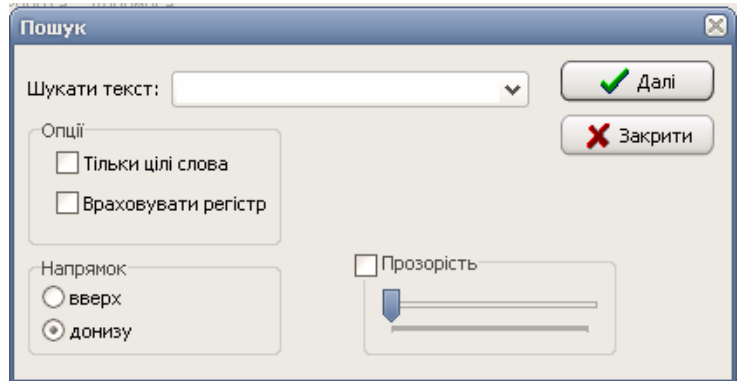 Пошук
Шукати текст:
Далі
Закрити
Опції
Тільки цілі слова
Враховувати регістр
Напрямок
вверх
донизу
Прозорість